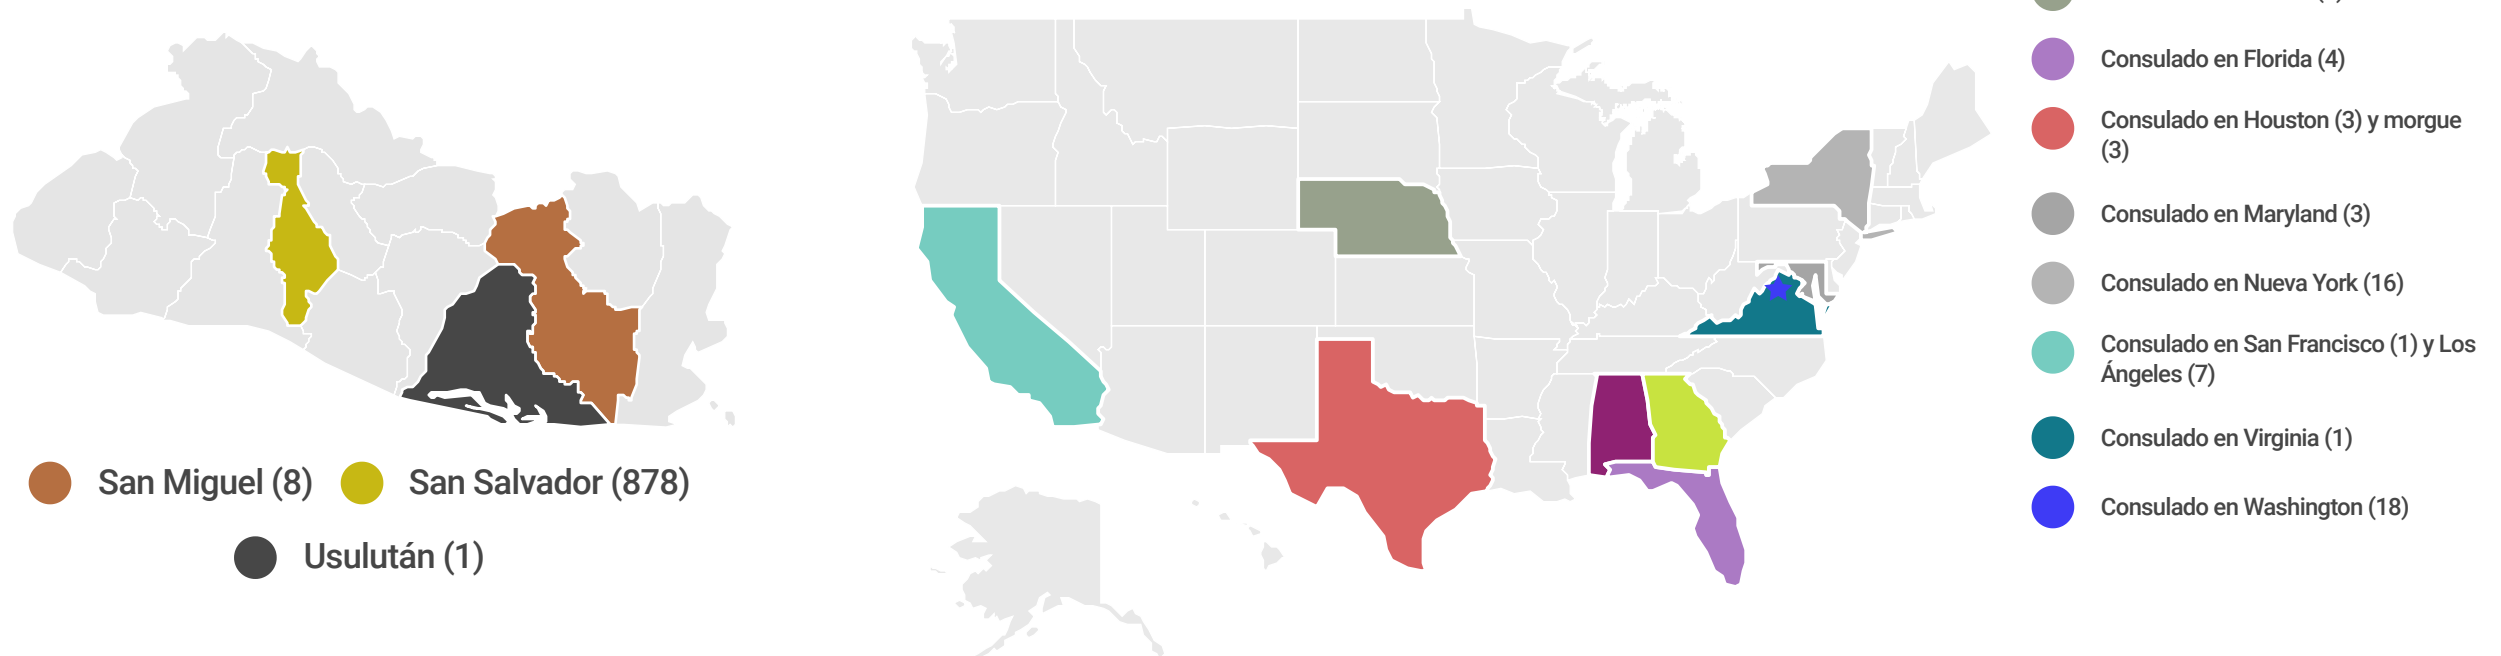 San Miguel (8)
San Salvador (878)
Usulután (1)
Consulado en Florida (4)
Consulado en Houston (3) y morgue
(3)
Consulado en Maryland (3)
Consulado en Nueva York (16)
Consulado en San Francisco (1) y Los
Ángeles (7)
Consulado en Virginia (1)
Consulado en Washington (18)